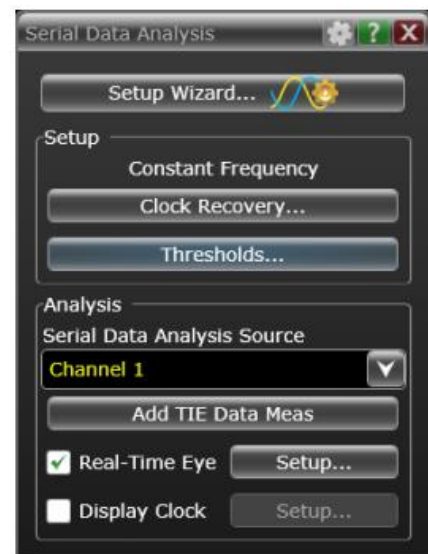 Serial Data Analysis ?  X
Setup Wizard...
Setup
Constant Frequency
Clock Recovery...
Thresholds...
Analysis
Serial Data Analysis Source
Channel 1
Add TIE Data Meas
Real-Time Eye Setup...
Display Clock Setup...